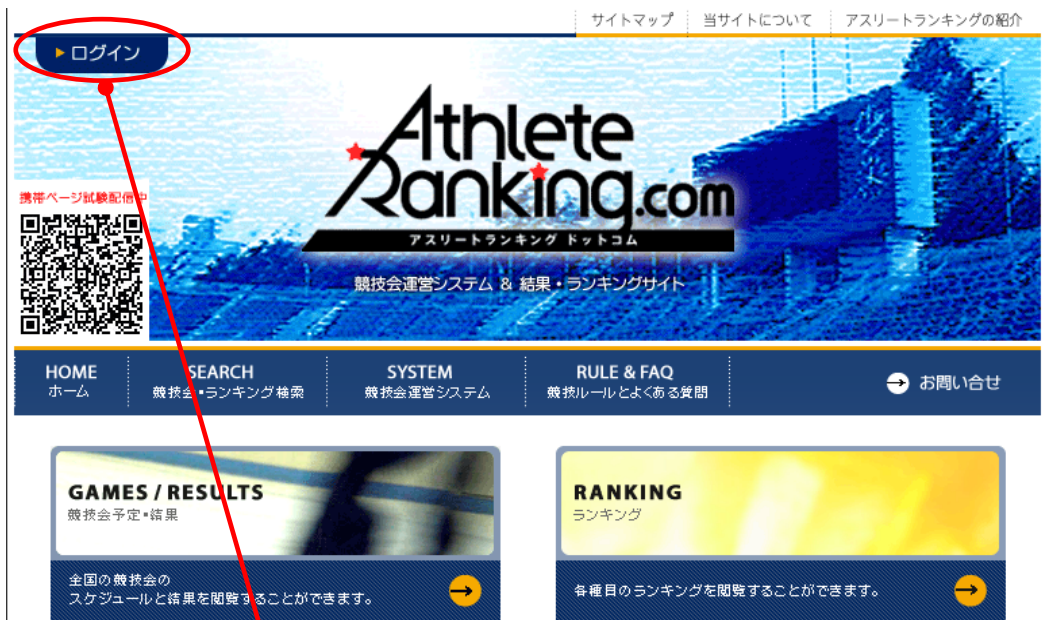 サイトマップ 当サイトについて アスリートランキングの紹介
ログイン
Athlete
Ranking.com
アスリートランキング ドットコム
競技会運営システム & 結果・ランキングサイト
携帯ページ試験配信中
HOME SEARCH SYSTEM RULE & FAQ
ホーム 競技会・ランキング検索 競技会運営システム 競技ルールとよくある質問
お問い合せ
GAMES / RESULTS
競技会予定・結果
全国の競技会の
スケジュールと結果を閲覧することができます。
RANKING
ランキング
各種目のランキングを閲覧することができます。